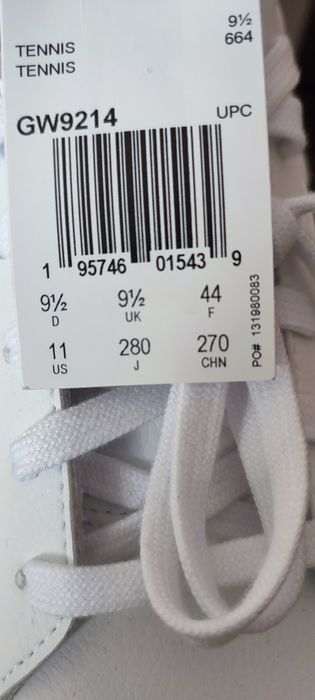 9½
664
TENNIS
TENNIS
GW9214
UPC
1 95746 01543 9
9½ 9½ 44
D UK F
11 280 270
US J CHN
PO# 131980083